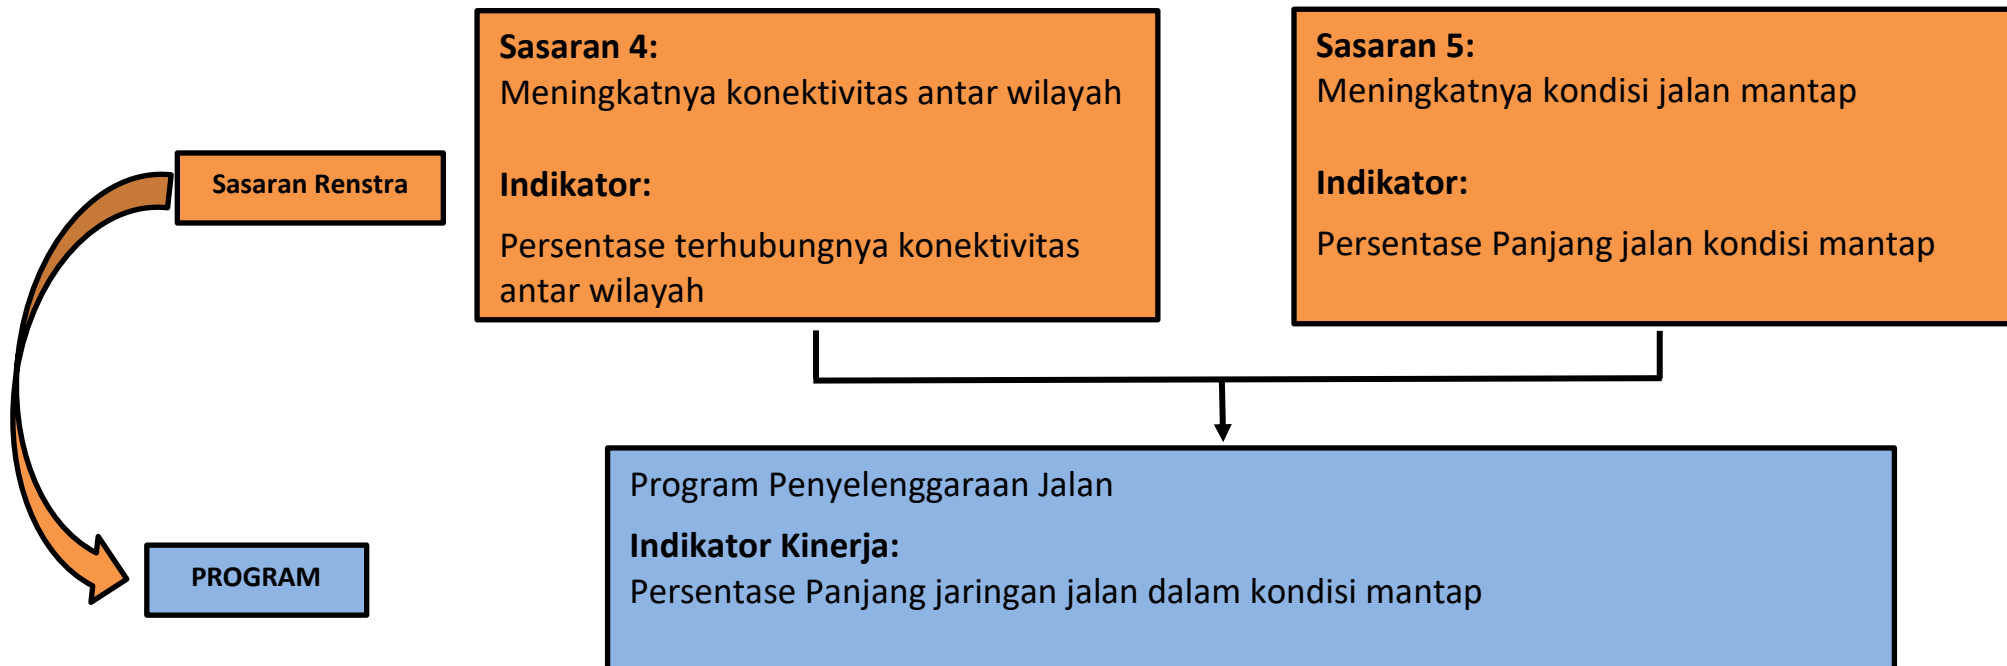 Sasaran 4:
Meningkatnya konektivitas antar wilayah
Indikator:
Persentase terhubungnya konektivitas
antar wilayah
Sasaran 5:
Meningkatnya kondisi jalan mantap
Indikator:
Persentase Panjang jalan kondisi mantap
Sasaran Renstra
Program Penyelenggaraan Jalan
Indikator Kinerja:
Persentase Panjang jaringan jalan dalam kondisi mantap
PROGRAM